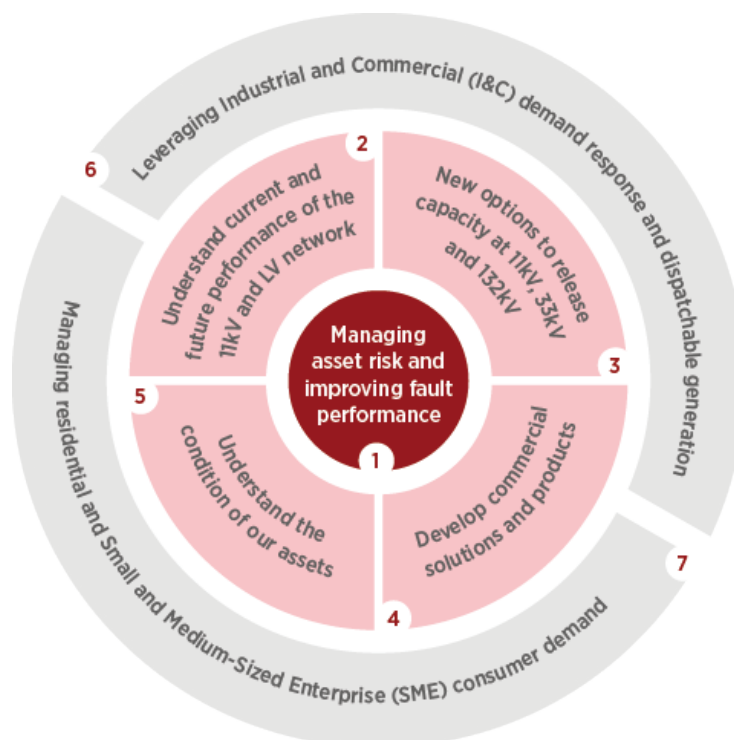 Leveraging Industrial and Commercial (I&C) demand response and dispatchable generation
6
2
Understand current and
future performance of the
11kV and LV network
New options to release
capacity at 11kV, 33kV
and 132kV
3
Managing
asset risk and
improving fault
performance
1
5
Understand the
condition of our assets
Develop commercial
solutions and products
4
7
Managing residential and Small and Medium-Sized Enterprise (SME) consumer demand